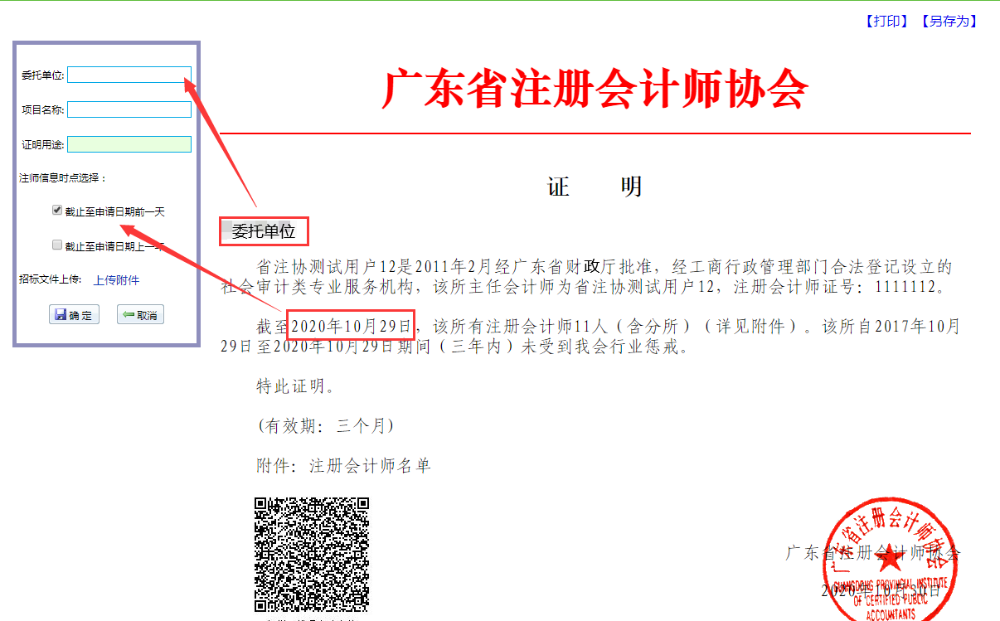 【打印】 【另存为】
委托单位:
项目名称:
证明用途:
注师信息时点选择：
截止至申请日期前一天
截止至申请日期上一年
招标文件上传: 上传附件
确 定 取消
广东省注册会计师协会
证 明
委托单位
省注协测试用户12是2011年2月经广东省财政厅批准，经工商行政管理部门合法登记设立的
社会审计类专业服务机构，该所主任会计师为省注协测试用户12，注册会计师证号：1111112。
截至2020年10月29日，该所有注册会计师11人（含分所）（详见附件）。该所自2017年10月
29日至2020年10月29日期间（三年内）未受到我会行业惩戒。
特此证明。
(有效期：三个月)
附件：注册会计师名单
广东省注册会计师协会
2020年10月30日
广东省注册会计师协会
GUANGDONG PROVINCIAL INSTITUTE
OF CERTIFIED PUBLIC
ACCOUNTANTS